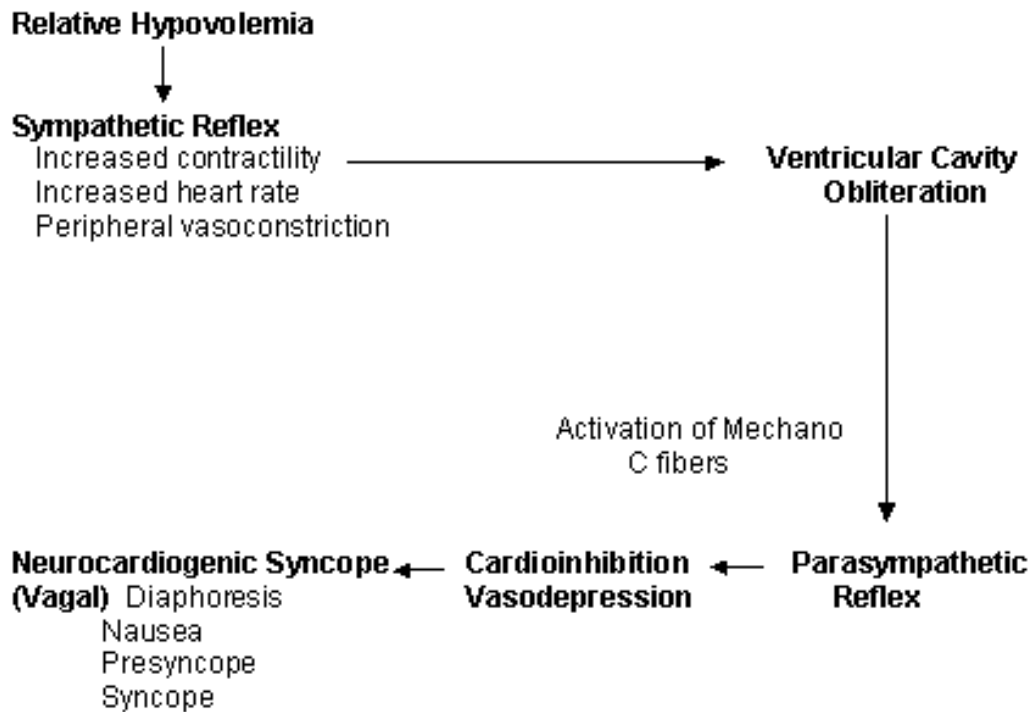 Relative Hypovolemia
Sympathetic Reflex
Increased contractility
Increased heart rate
Peripheral vasoconstriction
Ventricular Cavity
Obliteration
Activation of Mechano
C fibers
Parasympathetic
Reflex
Cardioinhibition
Vasodepression
Neurocardiogenic Syncope
(Vagal) Diaphoresis
Nausea
Presyncope
Syncope